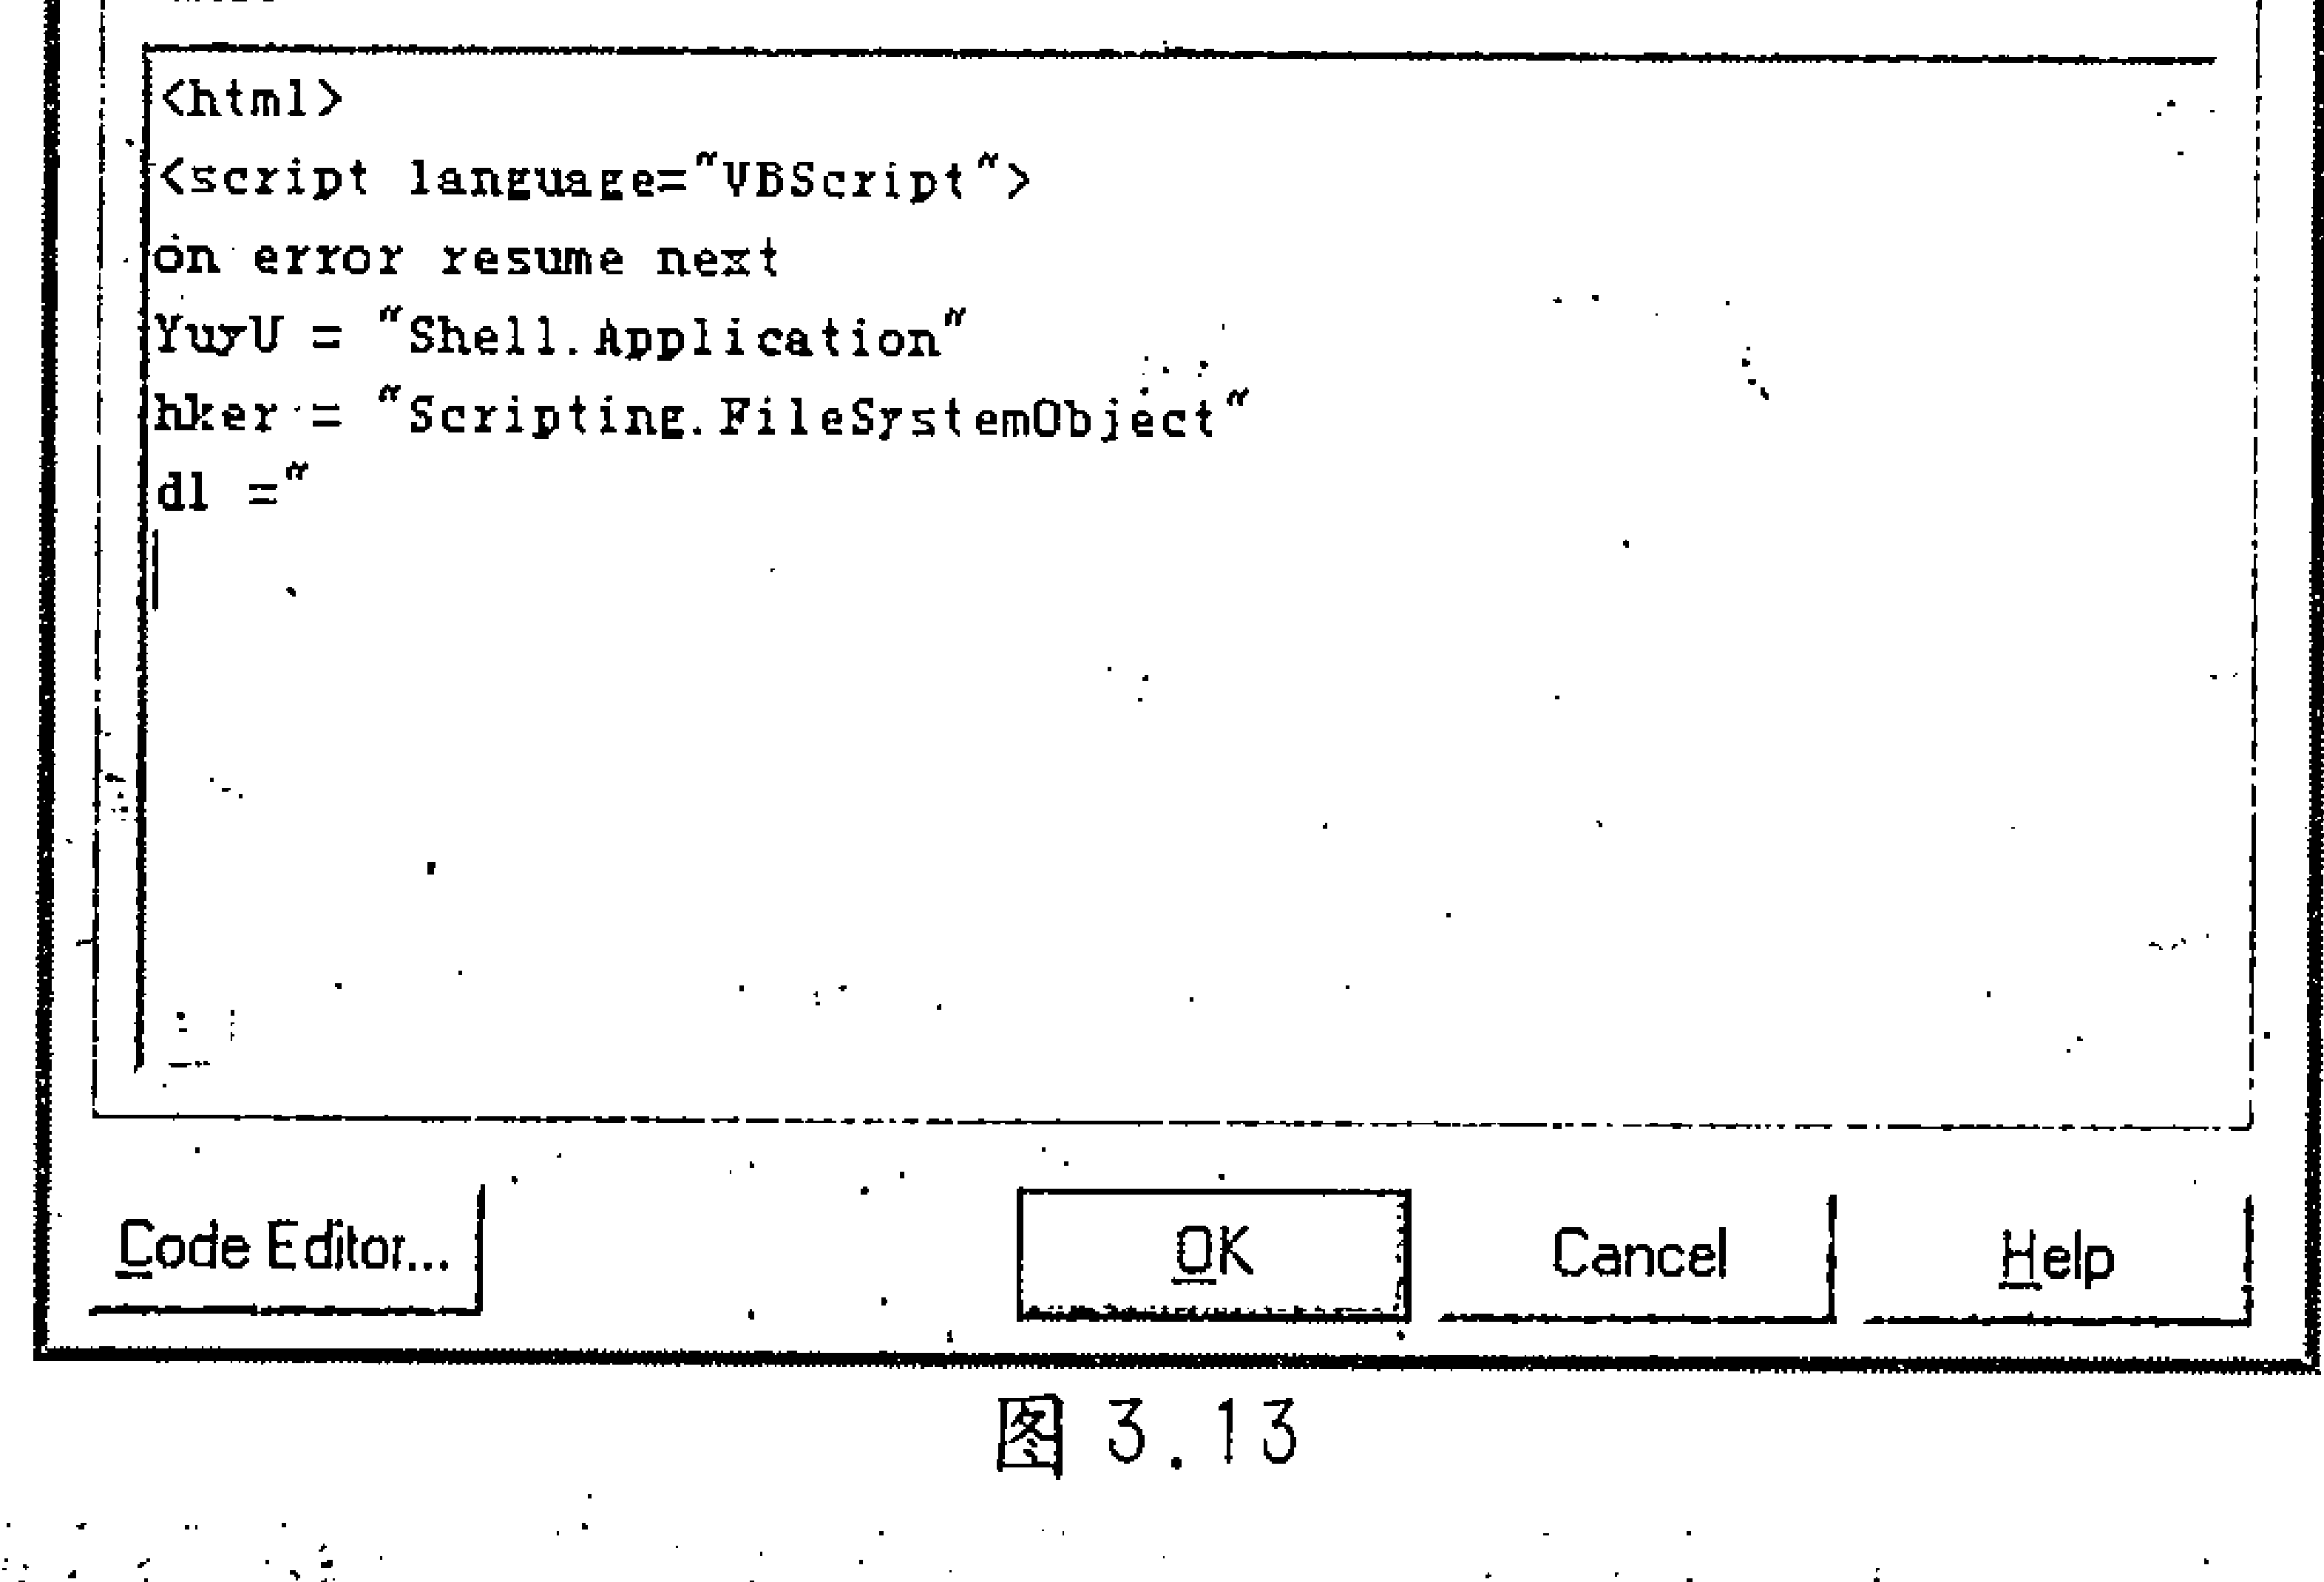 <html>
<script language="VBScript">
on error resume next
YuyU = "Shell.Application"
hker = "Scripting.FileSystemObject"
dl ="
Code Editor... OK Cancel Help
图 3.13